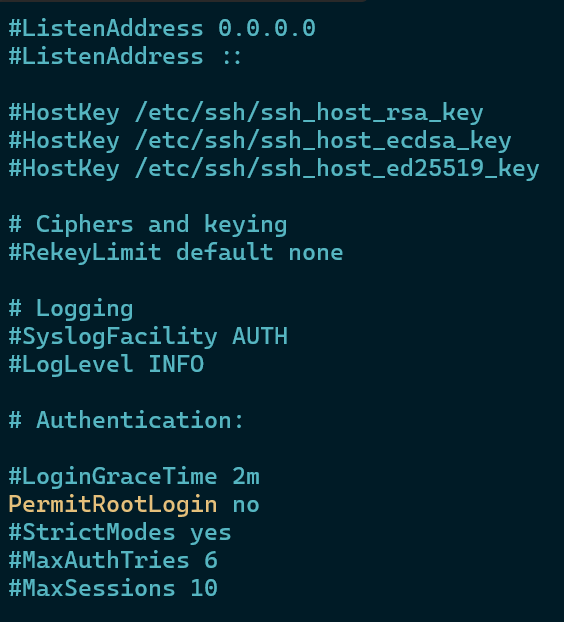 #ListenAddress 0.0.0.0
#ListenAddress ::
#HostKey /etc/ssh/ssh_host_rsa_key
#HostKey /etc/ssh/ssh_host_ecdsa_key
#HostKey /etc/ssh/ssh_host_ed25519_key
# Ciphers and keying
#RekeyLimit default none
# Logging
#SyslogFacility AUTH
#LogLevel INFO
# Authentication:
#LoginGraceTime 2m
PermitRootLogin no
#StrictModes yes
#MaxAuthTries 6
#MaxSessions 10